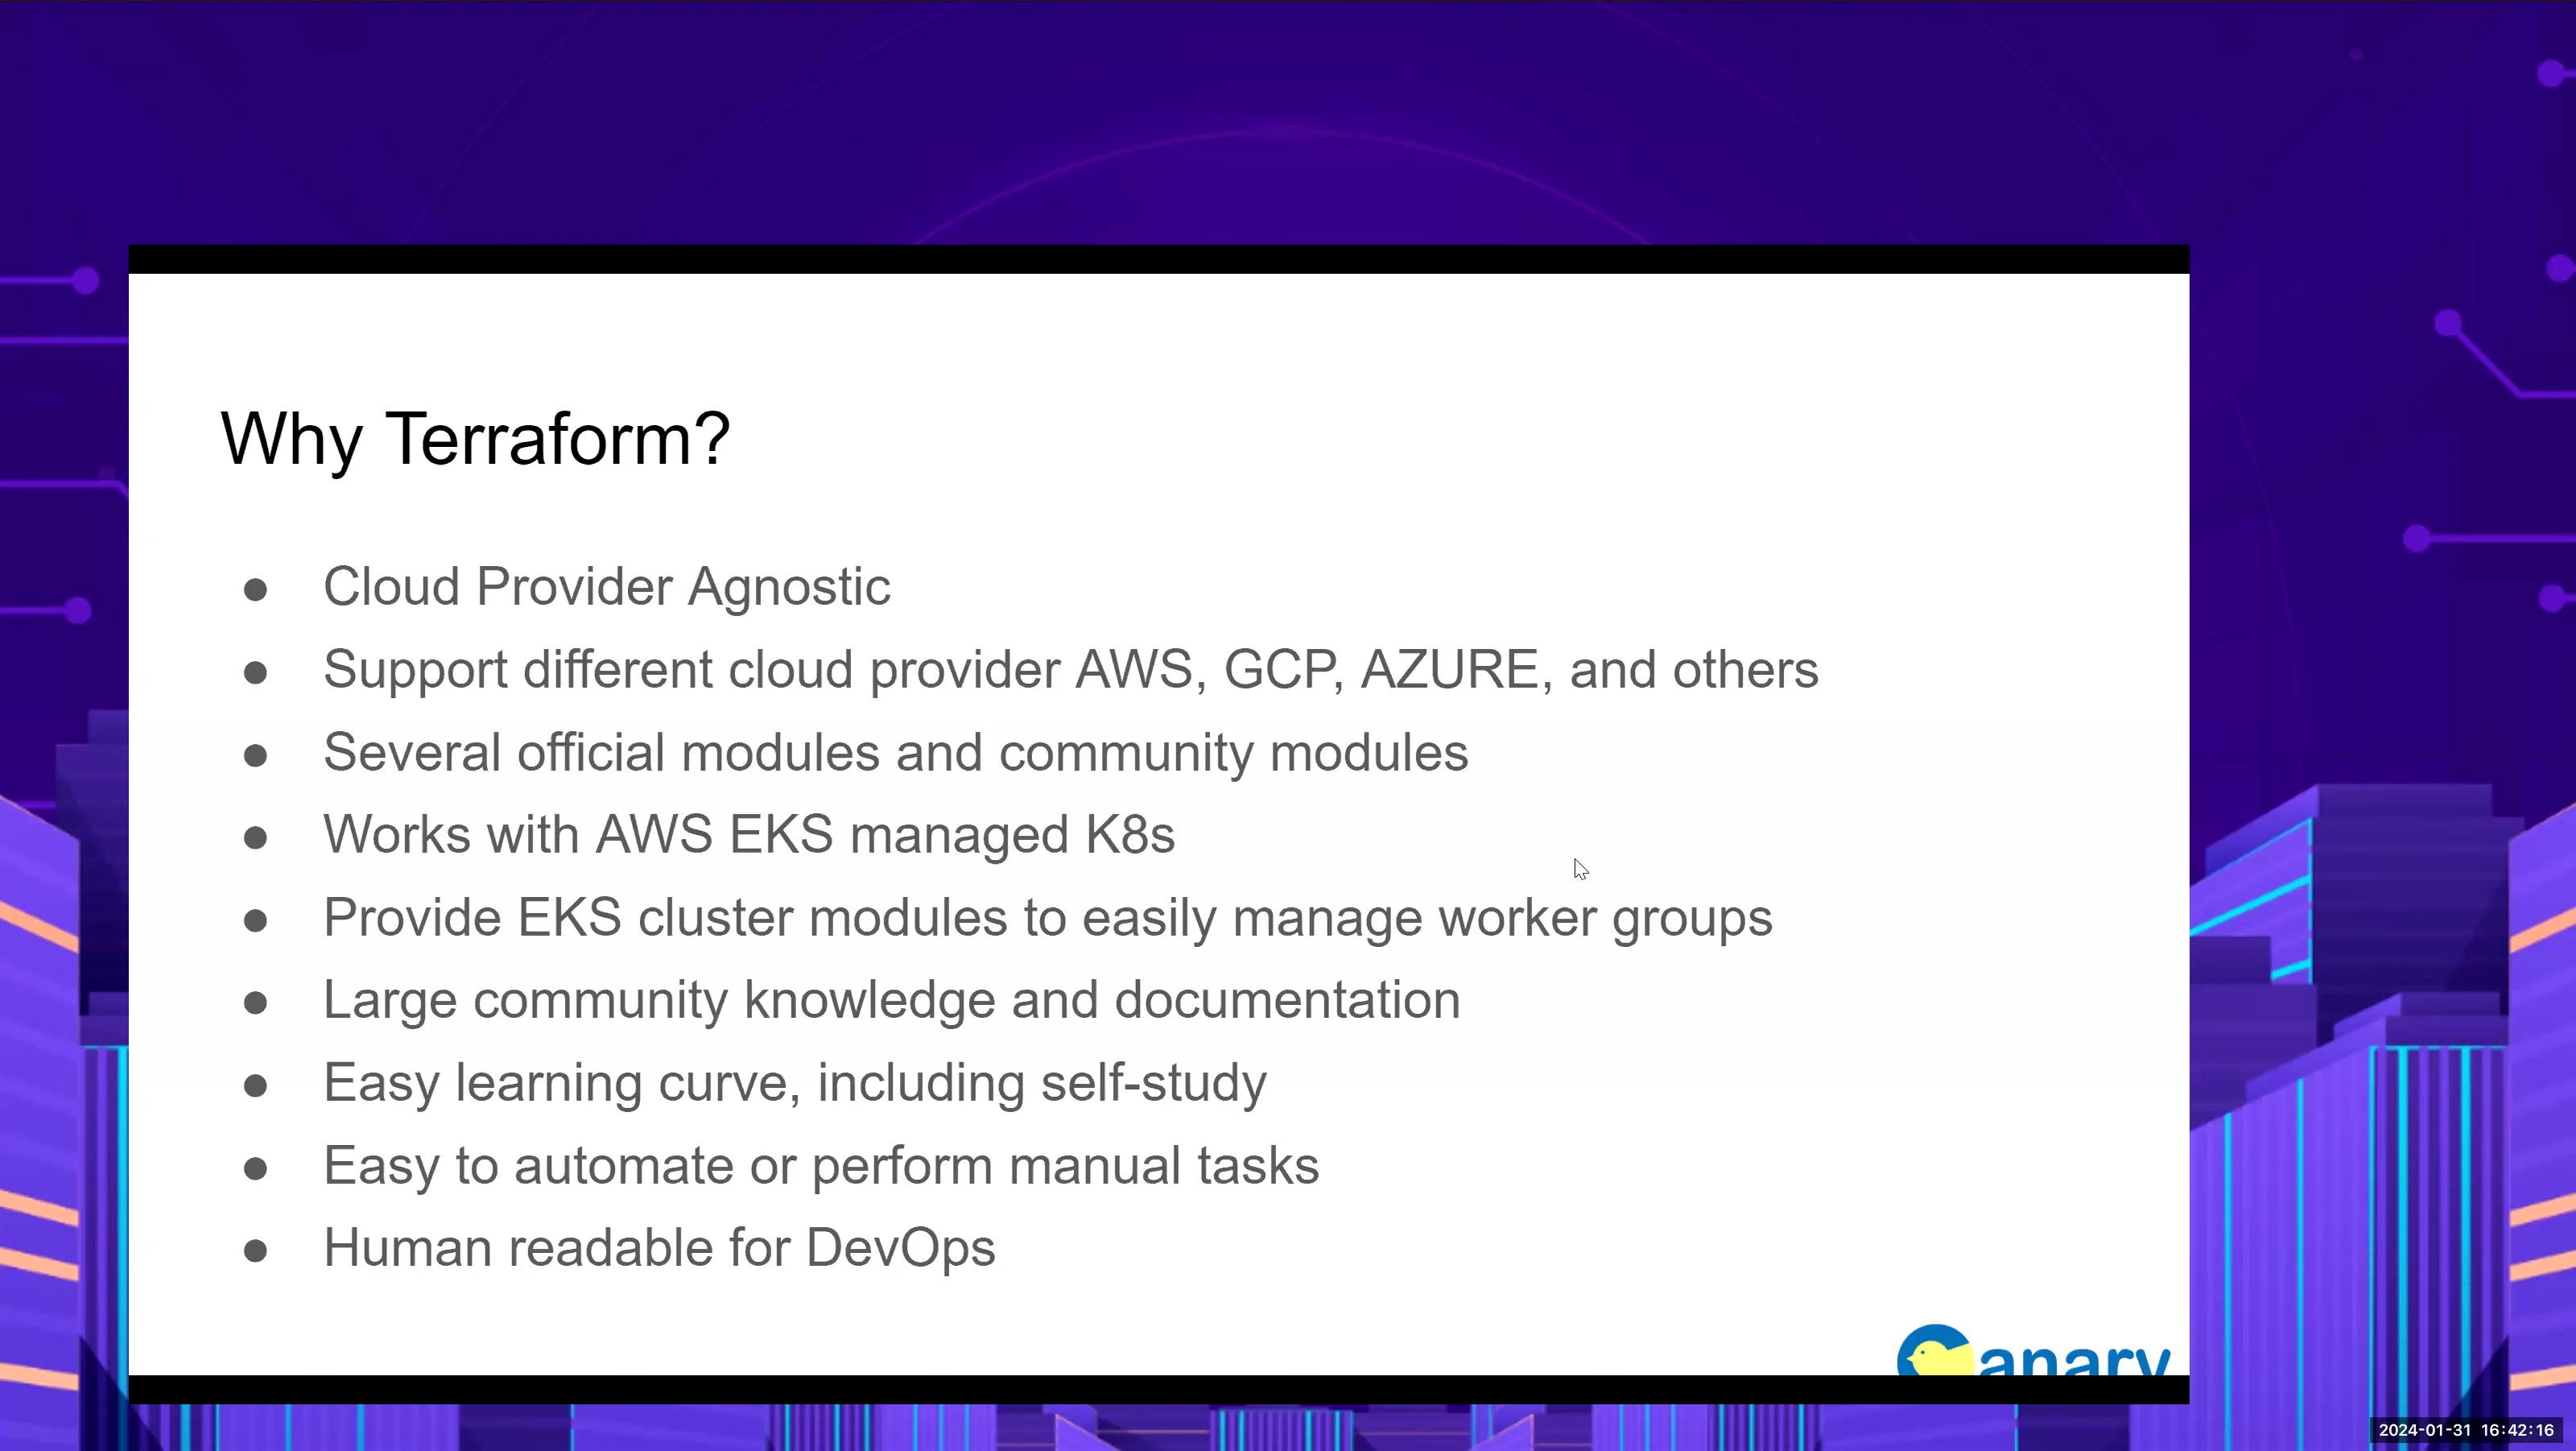 Why Terraform?
● Cloud Provider Agnostic
● Support different cloud provider AWS, GCP, AZURE, and others
● Several official modules and community modules
● Works with AWS EKS managed K8s
● Provide EKS cluster modules to easily manage worker groups
● Large community knowledge and documentation
● Easy learning curve, including self-study
● Easy to automate or perform manual tasks
● Human readable for DevOps
Canary
2024-01-31 16:42:16